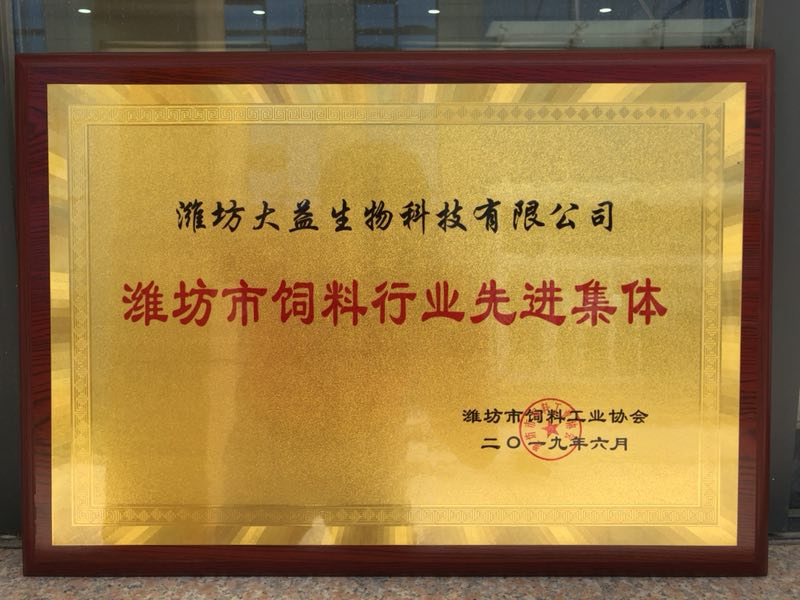 潍坊大益生物科技有限公司
潍坊市饲料行业先进集体
潍坊市饲料工业协会
二〇一九年六月